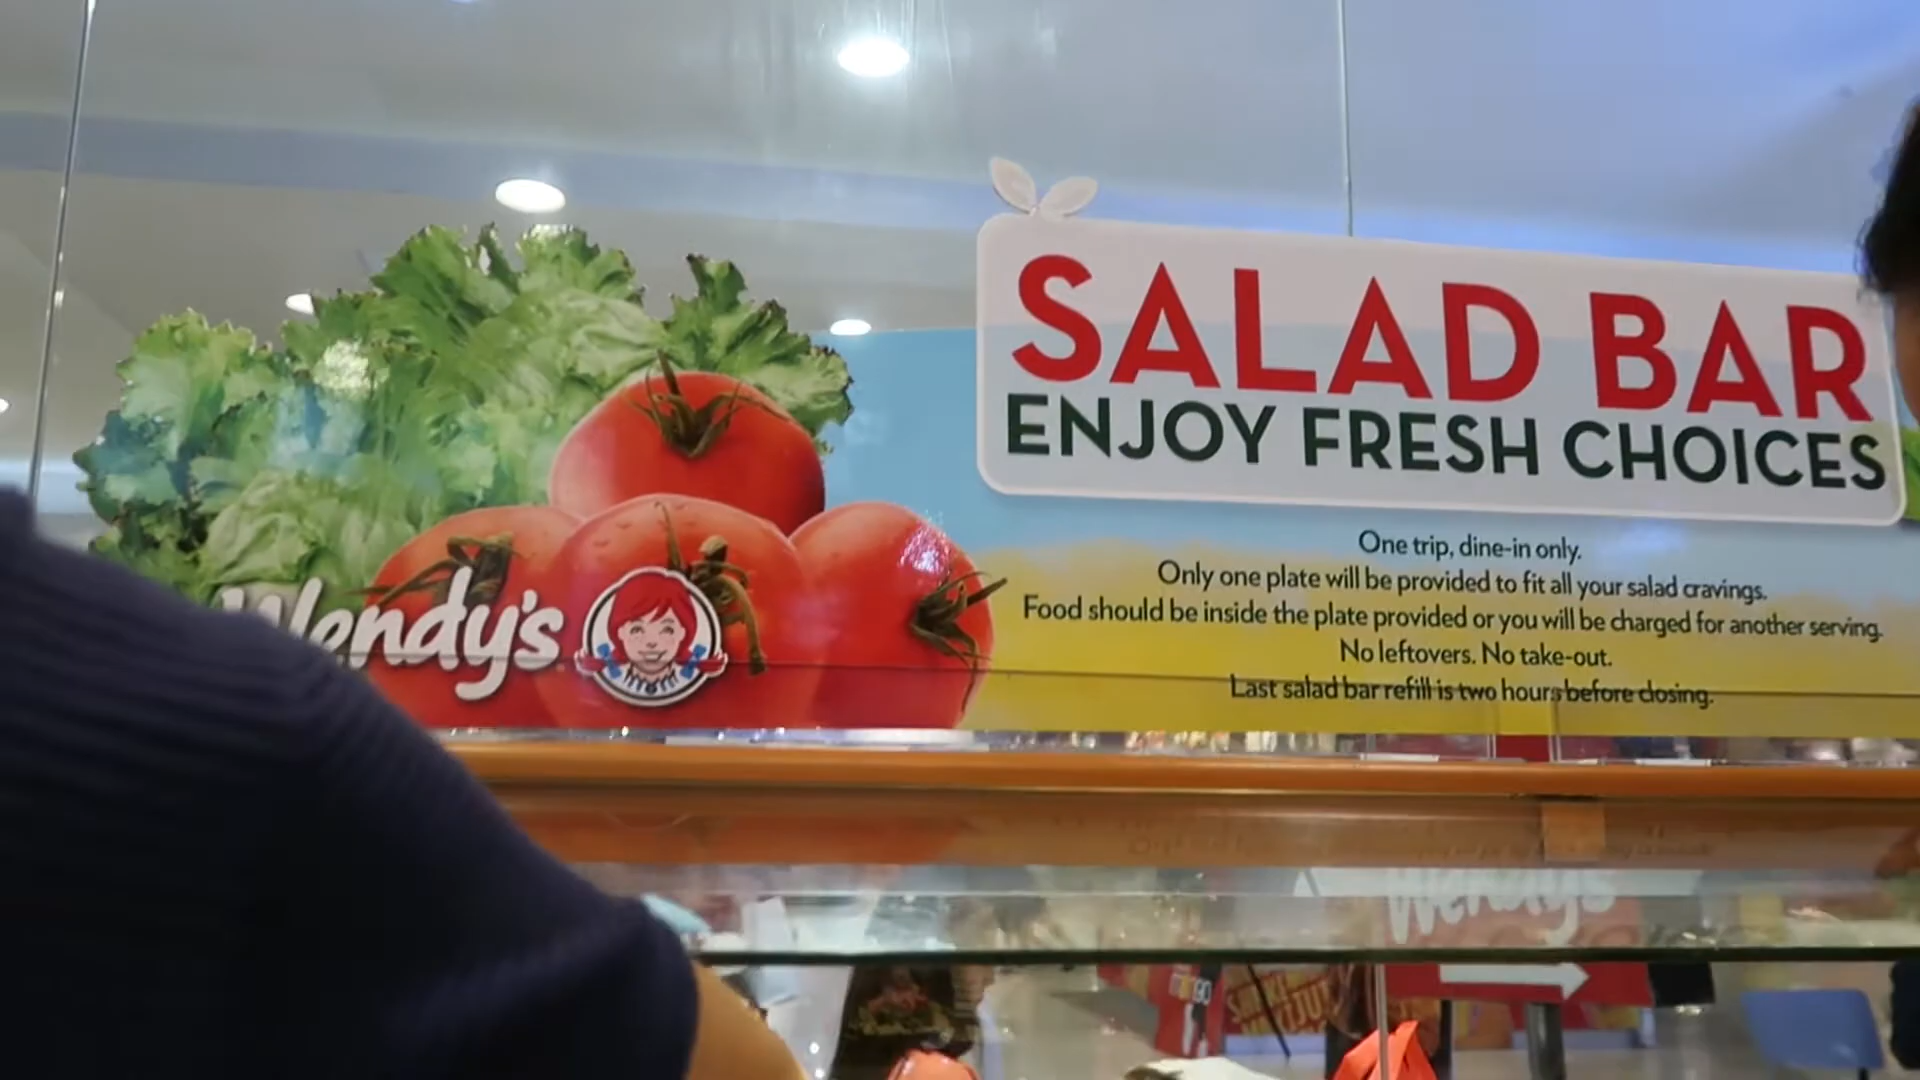 SALAD BAR
ENJOY FRESH CHOICES
One trip, dine-in only.
Only one plate will be provided to fit all your salad cravings.
Food should be inside the plate provided or you will be charged for another serving.
No leftovers. No take-out.
Last salad bar refill is two hours before closing.
Wendy's
Wendy's